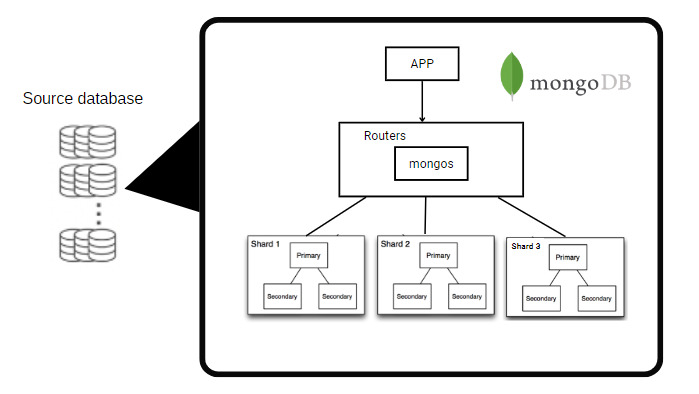 APP
mongoDB
Source database
Routers
mongos
Shard 1
Primary
Secondary
Secondary
Shard 2
Primary
Secondary
Secondary
Shard 3
Primary
Secondary
Secondary